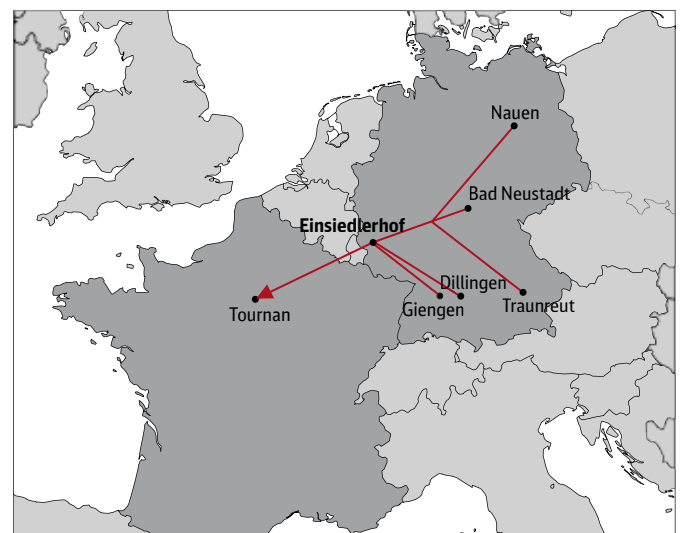 Nauen
Bad Neustadt
Einsiedlerhof
Dillingen
Giengen
Traunreut
Tournan